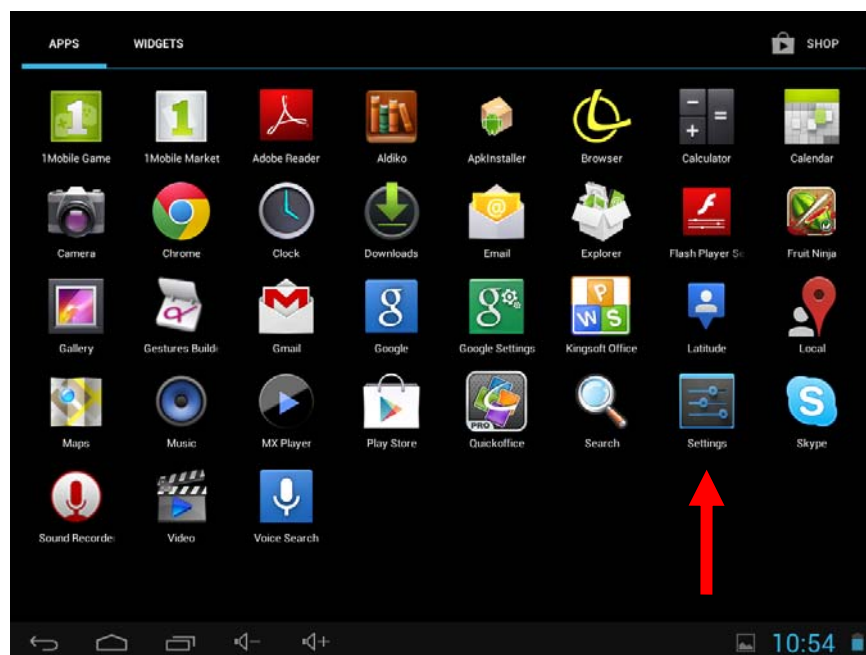 APPS WIDGETS SHOP
1Mobile Game 1Mobile Market Adobe Reader Aldiko ApkInstaller Browser Calculator Calendar
Camera Chrome Clock Downloads Email Explorer Flash Player Se Fruit Ninja
Gallery Gestures Builde Gmail Google Google Settings Kingsoft Office Latitude Local
Maps Music MX Player Play Store Quickoffice Search Settings Skype
Sound Recorder Video Voice Search
10:54